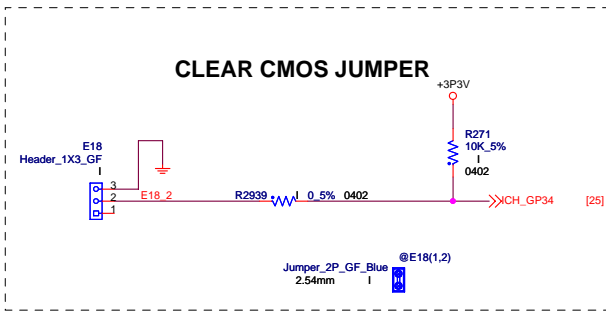 CLEAR CMOS JUMPER
+3P3V
E18
Header_1X3_GF
I
R271
10K_5%
I
0402
3
2
1
E18_2
R2939
I
0_5%
0402
ICH_GP34
[25]
@E18(1,2)
Jumper_2P_GF_Blue
2.54mm
I